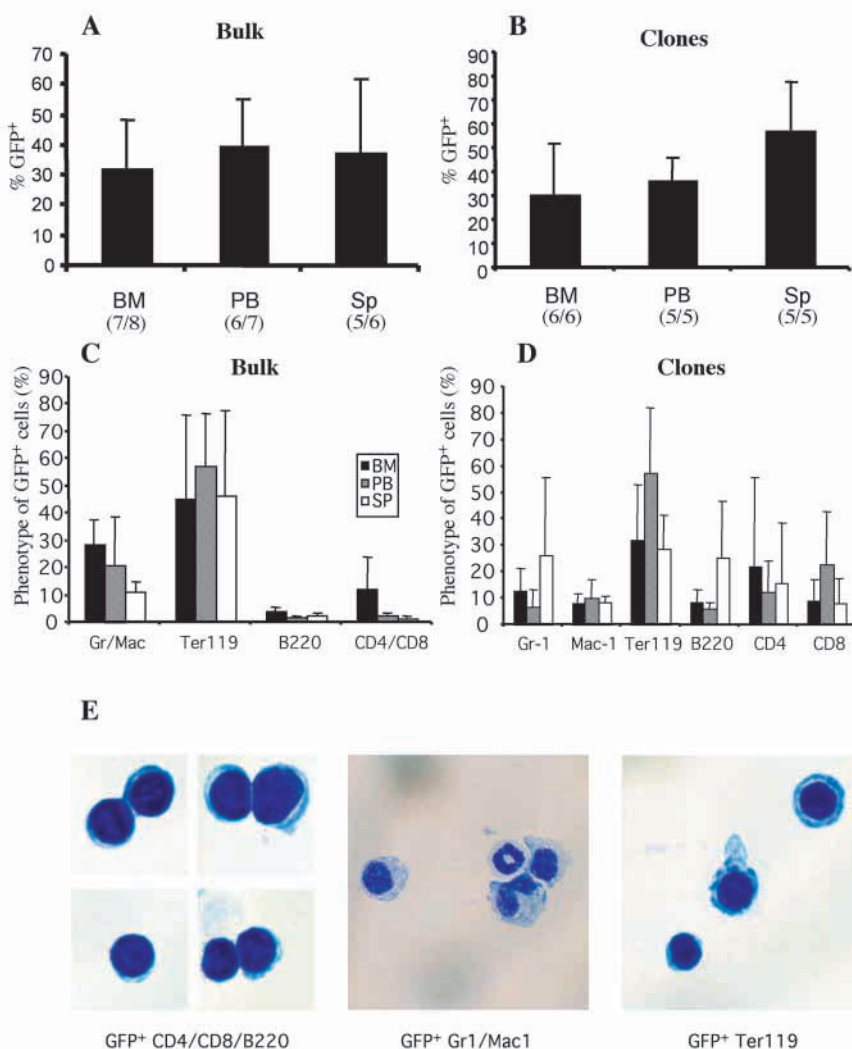 A
Bulk
% GFP+
70
60
50
40
30
20
10
0
BM
PB
Sp
(7/8)
(6/7)
(5/6)
B
Clones
% GFP+
90
80
70
60
50
40
30
20
10
0
BM
PB
Sp
(6/6)
(5/5)
(5/5)
C
Bulk
Phenotype of GFP+ cells (%)
90
80
70
60
50
40
30
20
10
0
BM
PB
SP
Gr/Mac
Ter119
B220
CD4/CD8
D
Clones
Phenotype of GFP+ cells (%)
90
80
70
60
50
40
30
20
10
0
Gr-1
Mac-1
Ter119
B220
CD4
CD8
E
GFP+ CD4/CD8/B220
GFP+ Gr1/Mac1
GFP+ Ter119